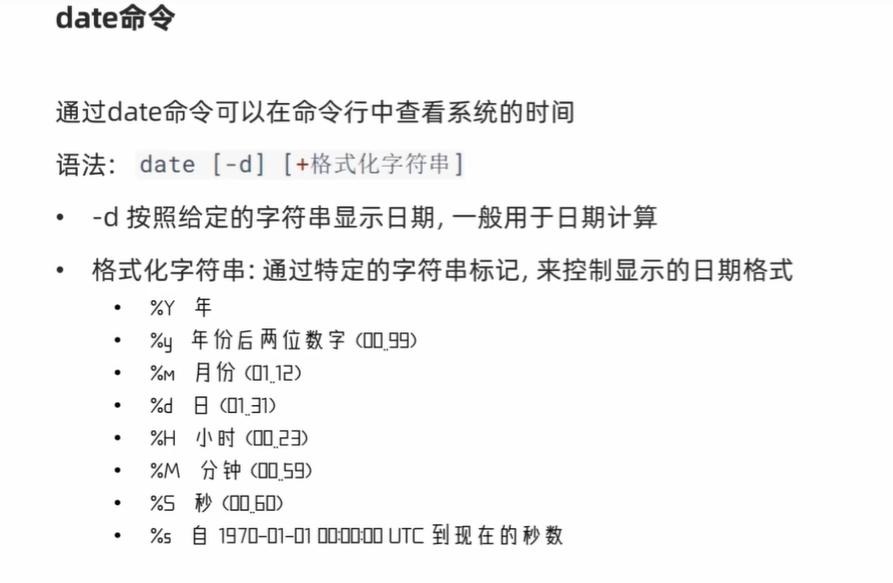 date命令
通过date命令可以在命令行中查看系统的时间
语法： date [-d] [+格式化字符串]
• -d 按照给定的字符串显示日期, 一般用于日期计算
• 格式化字符串: 通过特定的字符串标记, 来控制显示的日期格式
• %Y 年
• %y 年份后两位数字 (00..99)
• %m 月份 (01..12)
• %d 日 (01..31)
• %H 小时 (00..23)
• %M 分钟 (00..59)
• %S 秒 (00..60)
• %s 自 1970-01-01 00:00:00 UTC 到现在的秒数